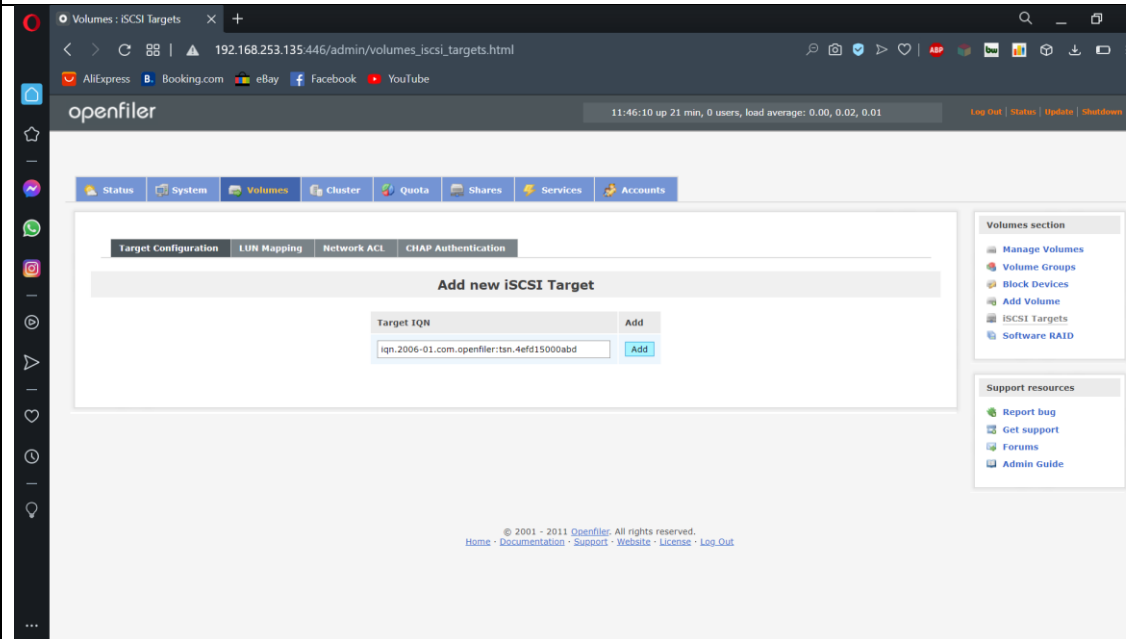 Volumes : iSCSI Targets
192.168.253.135:446/admin/volumes_iscsi_targets.html
ABP
bw
AliExpress B. Booking.com eBay Facebook YouTube
openfiler
11:46:10 up 21 min, 0 users, load average: 0.00, 0.02, 0.01
Log Out | Status | Update | Shutdown
Status System Volumes Cluster Quota Shares Services Accounts
Target Configuration LUN Mapping Network ACL CHAP Authentication
Add new iSCSI Target
Target IQN Add
iqn.2006-01.com.openfiler:tsn.4efd15000abd Add
Volumes section
Manage Volumes
Volume Groups
Block Devices
Add Volume
iSCSI Targets
Software RAID
Support resources
Report bug
Get support
Forums
Admin Guide
© 2001 - 2011 Openfiler. All rights reserved.
Home · Documentation · Support · Website · License · Log Out